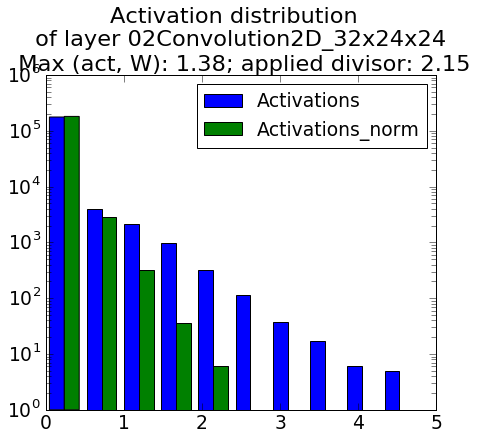 Activation distribution
of layer 02Convolution2D_32x24x24
Max (act, W): 1.38; applied divisor: 2.15
Activations
Activations_norm
10^6
10^5
10^4
10^3
10^2
10^1
10^0
0 1 2 3 4 5